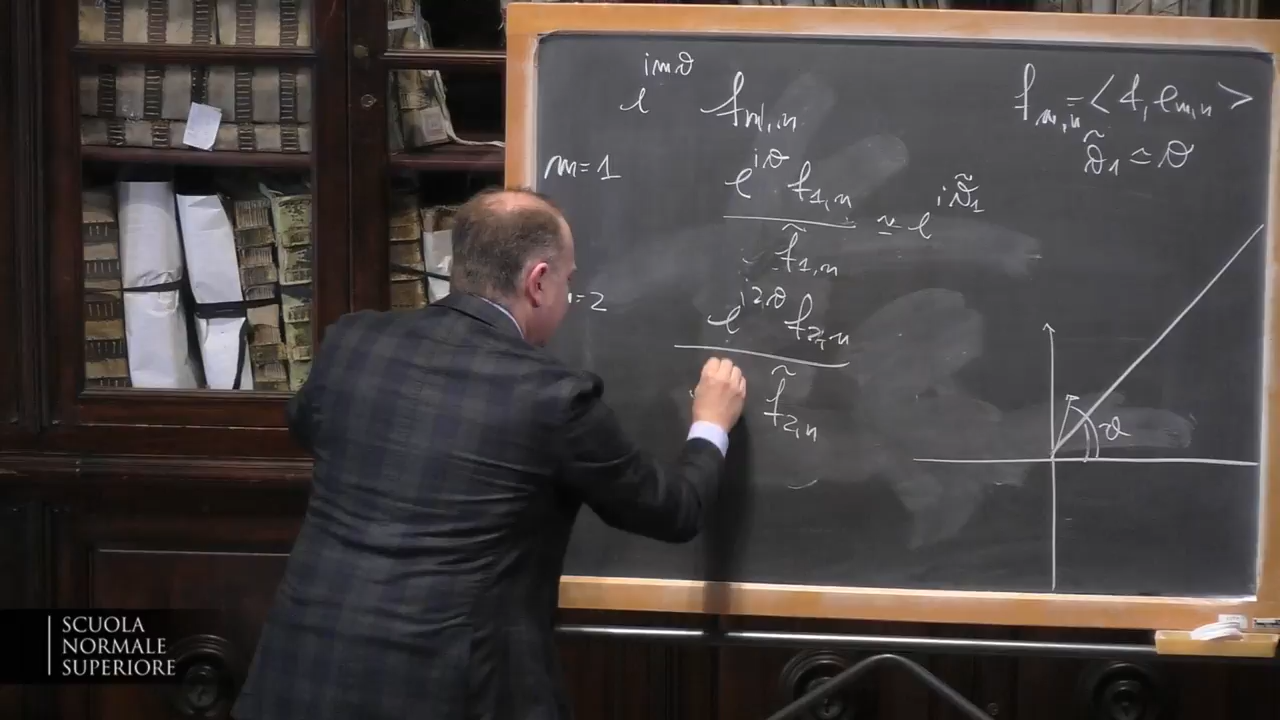 e^{imϑ} f_{m,n}
f_{m,n} = < f, e_{m,n} >
ϑ̃_1 ≃ ϑ
m=1
e^{iϑ} f_{1,n} / f̃_{1,n} ≃ e^{iϑ̃_1}
=2
e^{i2ϑ} f_{2,n} / f̃_{2,n}
ϑ
SCUOLA
NORMALE
SUPERIORE